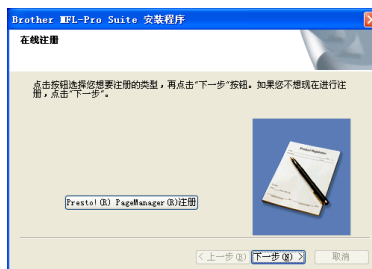 Brother MFL-Pro Suite 安装程序
在线注册
点击按钮选择您想要注册的类型，再点击"下一步"按钮。如果您不想现在进行注
册，点击"下一步"。
Product Registration
Presto!(R) PageManager(R)注册
< 上一步(B)
下一步(N) >
取消